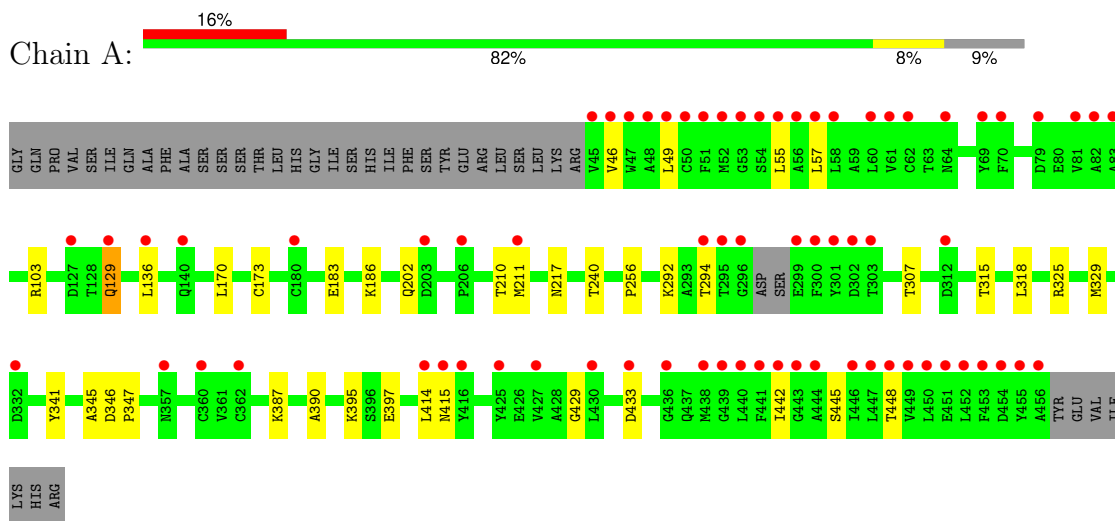 16%
Chain A:
82% 8% 9%
GLY GLN PRO VAL SER ILE GLN ALA PHE ALA SER SER SER THR LEU HIS GLY ILE SER HIS ILE PHE SER TYR GLU ARG LEU SER LEU LYS ARG V45 V46 W47 A48 L49 C50 F51 M52 G53 S54 L55 A56 L57 L58 A59 L60 V61 C62 T63 N64 Y69 F70 D79 E80 V81 A82 A83
R103 D127 T128 Q129 L136 Q140 L170 C173 C180 E183 K186 Q202 D203 P206 T210 M211 N217 T240 P256 K292 A293 T294 T295 G296 ASP SER E299 F300 Y301 D302 T303 T307 D312 T315 L318 R325 M329
D332 Y341 A345 D346 P347 N357 C360 V361 C362 K387 A390 K395 S396 E397 L414 N415 Y416 Y425 E426 V427 A428 G429 L430 D433 G436 Q437 M438 G439 L440 F441 I442 G443 A444 S445 I446 L447 T448 V449 L450 E451 L452 F453 D454 Y455 A456 TYR GLU VAL ILE
LYS HIS ARG